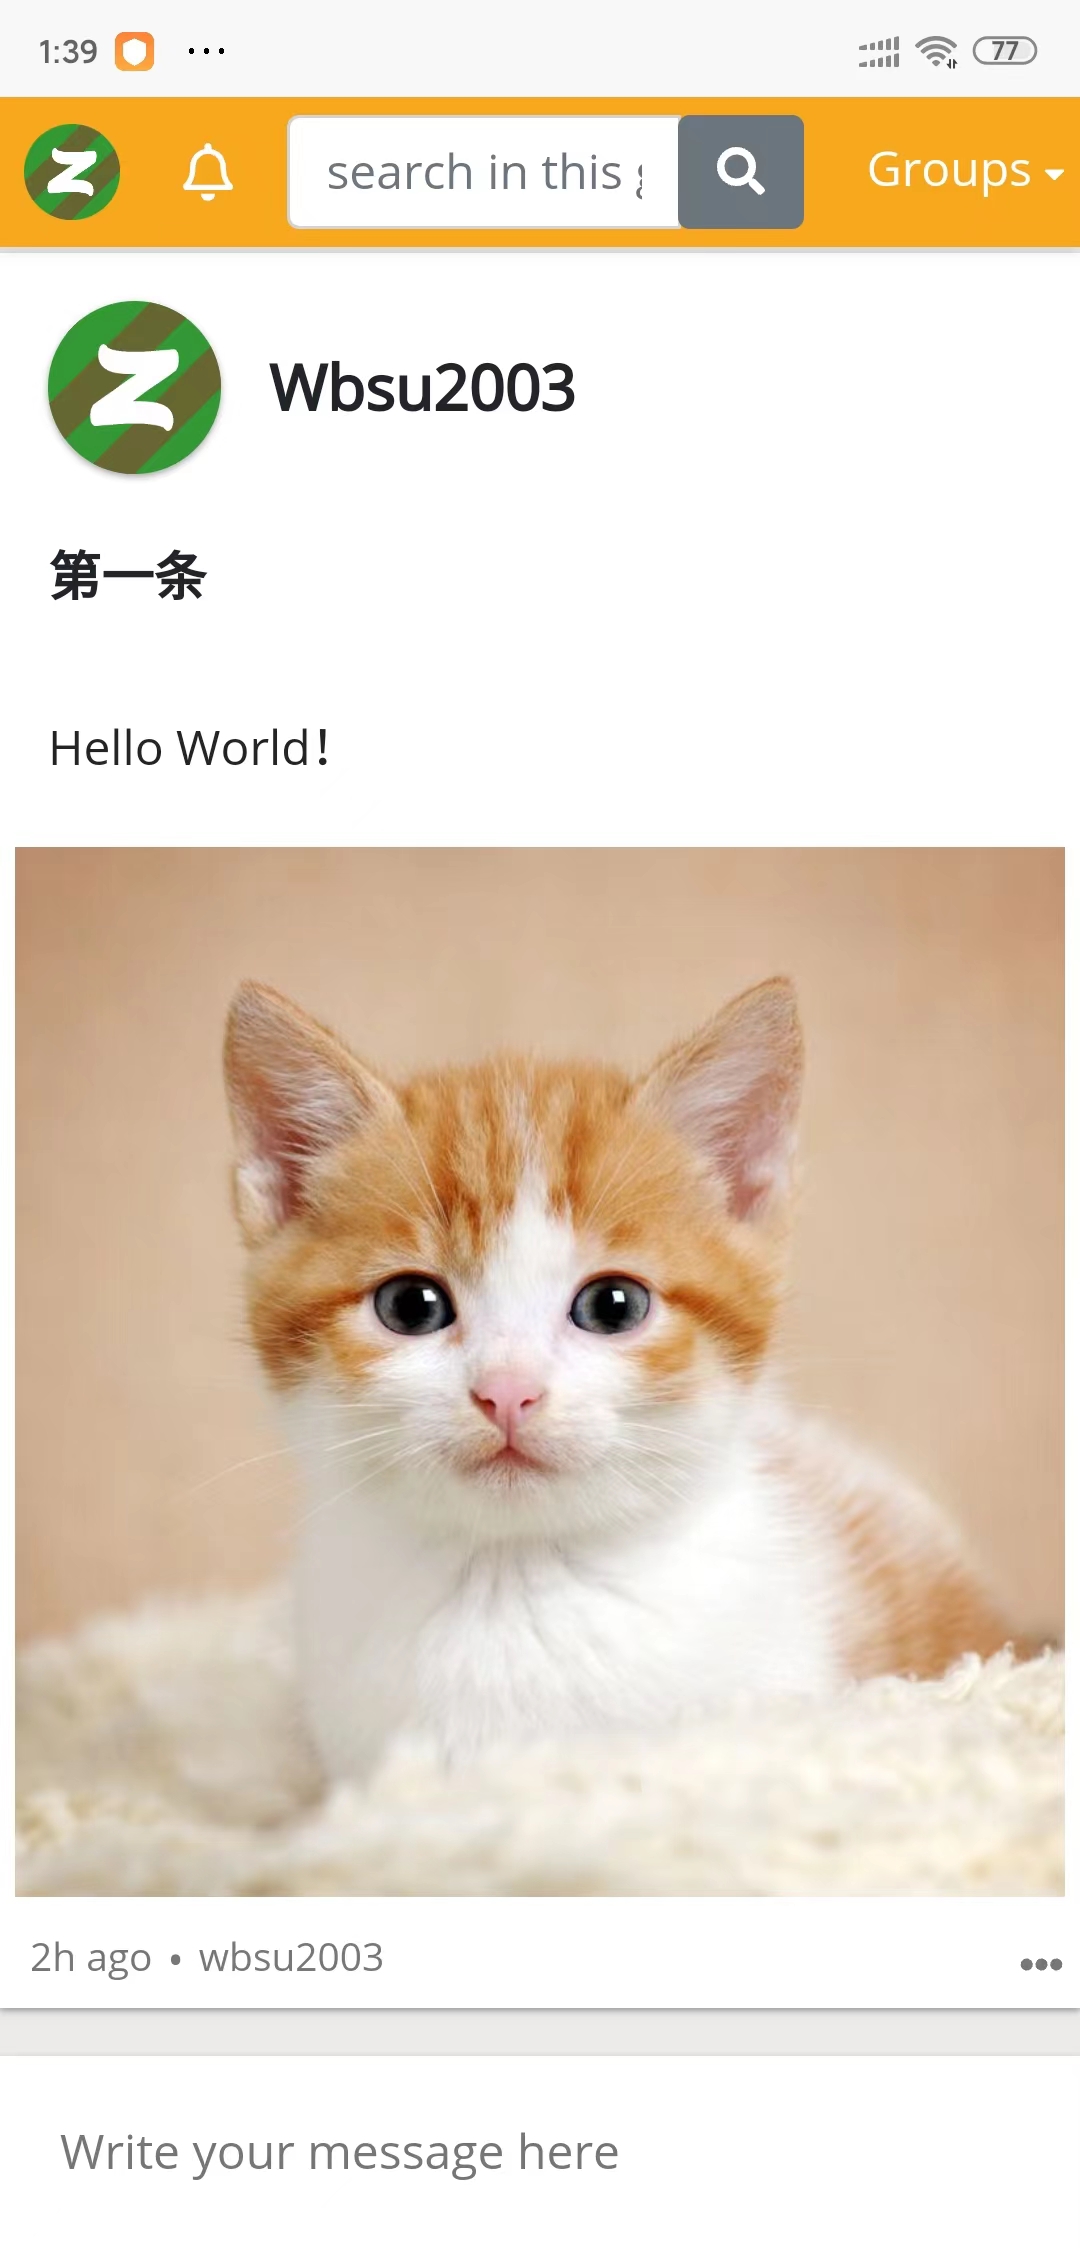 1:39
77
Z
search in this
Groups
Z
Wbsu2003
第一条
Hello World！
2h ago • wbsu2003
Write your message here